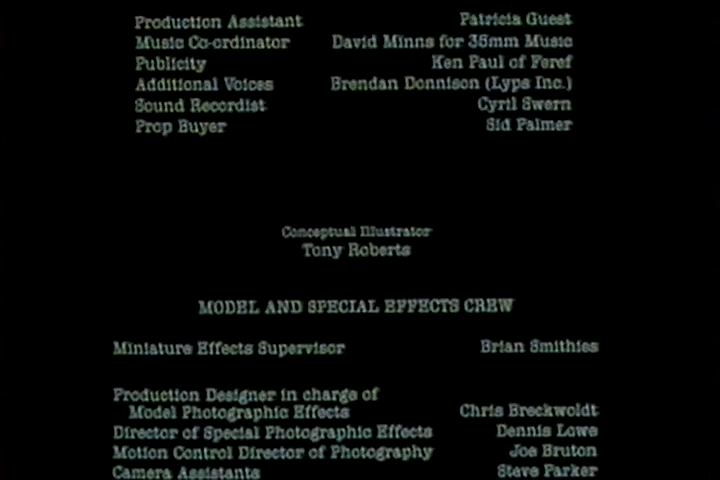 Production Assistant Patricia Guest
Music Co-ordinator David Minns for 35mm Music
Publicity Ken Paul of Feref
Additional Voices Brendan Donnison (Lyps Inc.)
Sound Recordist Cyril Swern
Prop Buyer Sid Palmer
Conceptual Illustrator
Tony Roberts
MODEL AND SPECIAL EFFECTS CREW
Miniature Effects Supervisor Brian Smithies
Production Designer in charge of
Model Photographic Effects Chris Breckwoldt
Director of Special Photographic Effects Dennis Lowe
Motion Control Director of Photography Joe Bruton
Camera Assistants Steve Parker